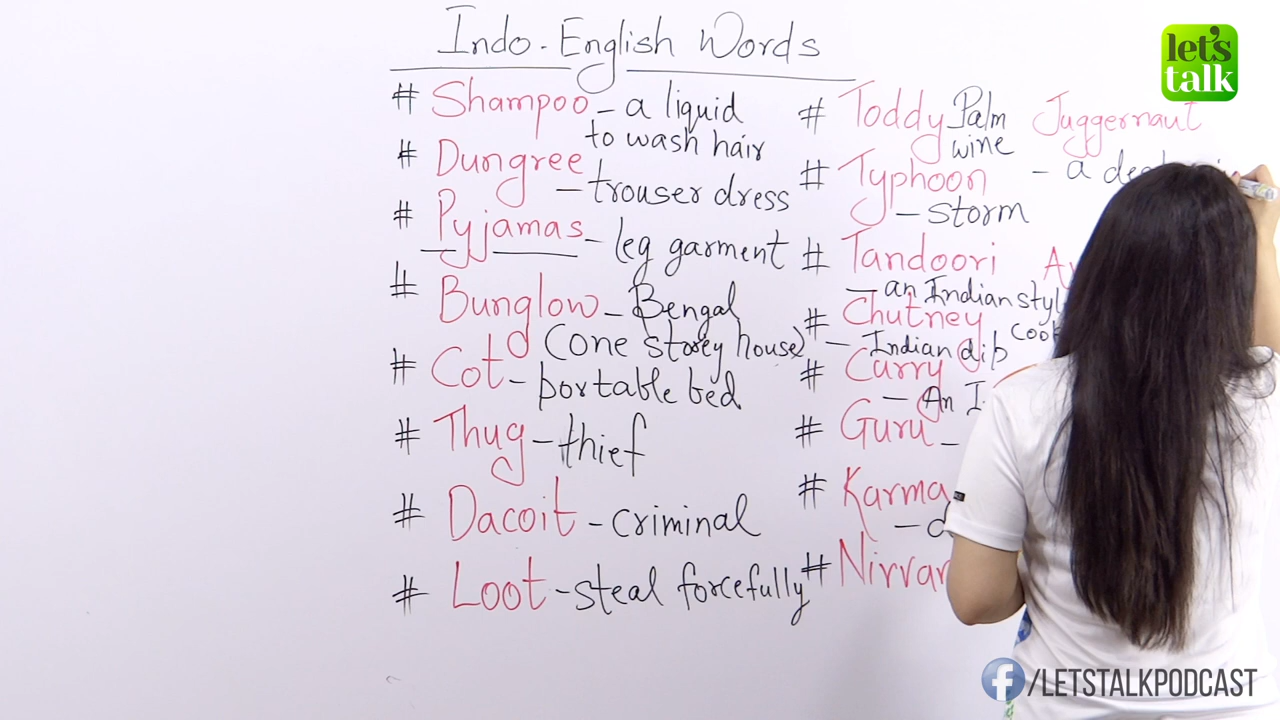 Indo-English Words
# Shampoo - a liquid
to wash hair
# Dungree
- trouser dress
# Pyjamas - leg garment
# Bunglow - Bengal
(one storey house)
# Cot - portable bed
# Thug - thief
# Dacoit - criminal
# Loot - steal forcefully
# Toddy Palm
wine
# Typhoon
- storm
# Tandoori
- an Indian
# Chutney
- Indian dip
# Curry
- An
# Guru -
# Karma
#
Juggernaut
- a
let's
talk
/LETSTALKPODCAST